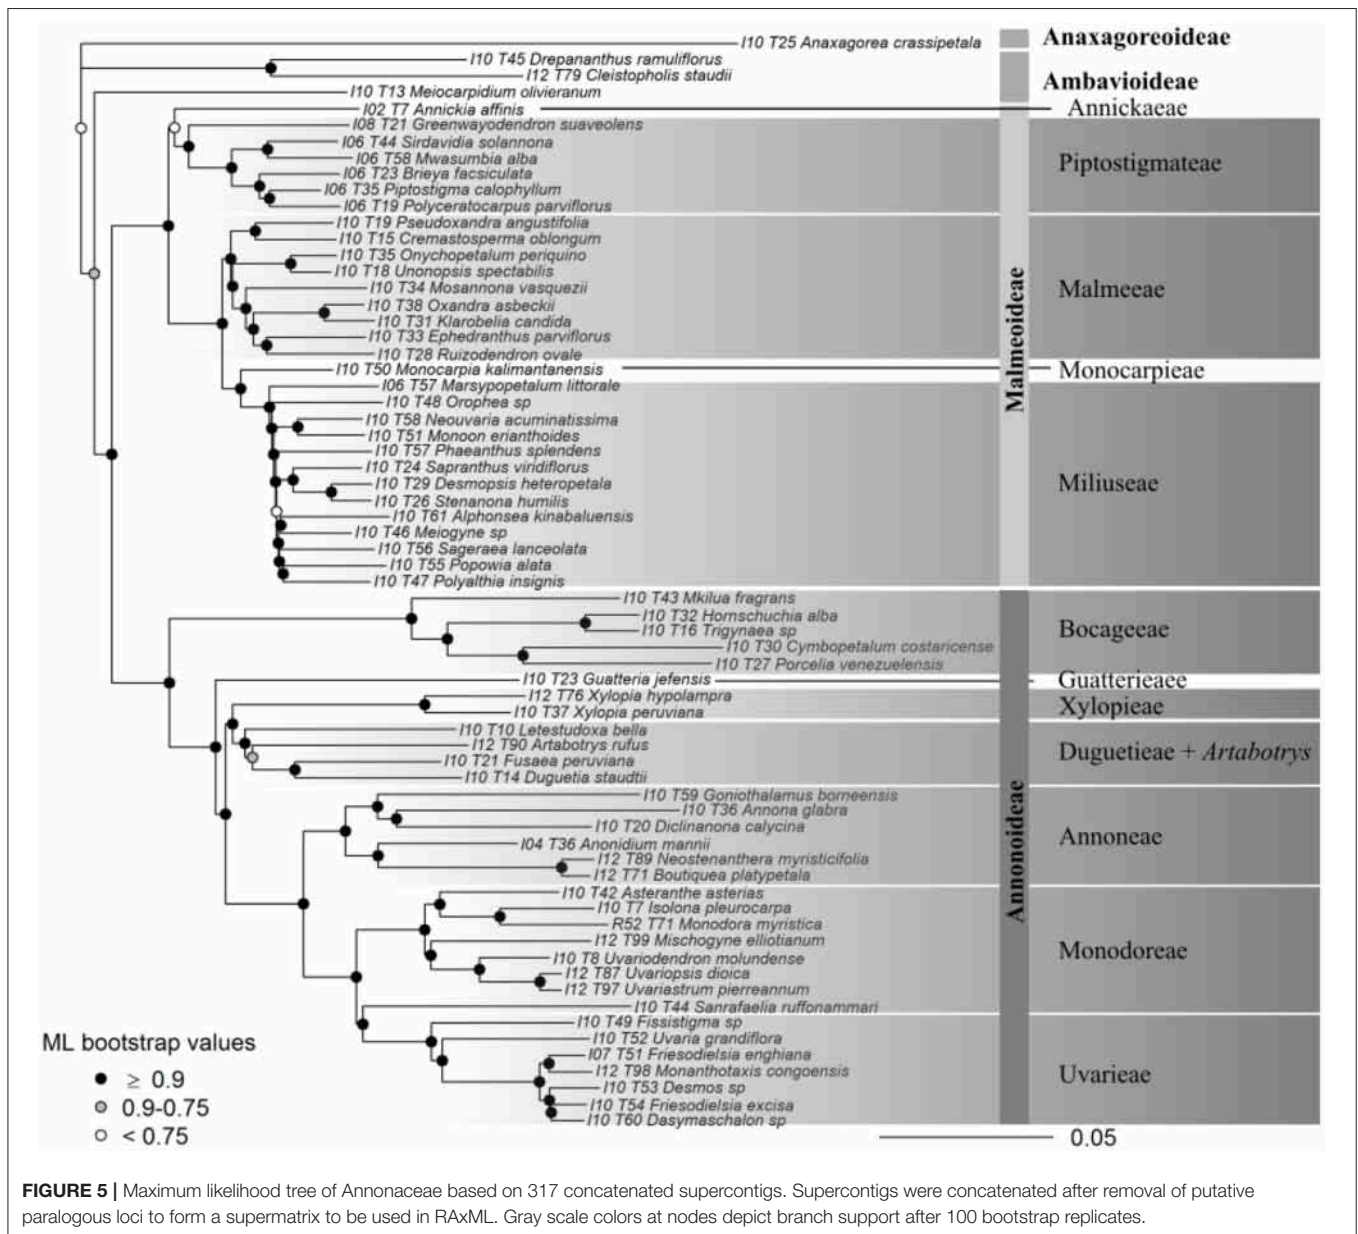 I10 T25 Anaxagorea crassipetala
Anaxagoreoideae
I10 T45 Drepananthus ramuliflorus
I12 T79 Cleistopholis staudii
Ambavioideae
I10 T13 Meiocarpidium olivieranum
I02 T7 Annickia affinis
Annickaeae
I08 T21 Greenwayodendron suaveolens
I06 T44 Sirdavidia solannona
I06 T58 Mwasumbia alba
Piptostigmateae
I06 T23 Brieya facsiculata
I06 T35 Piptostigma calophyllum
I06 T19 Polyceratocarpus parviflorus
I10 T19 Pseudoxandra angustifolia
I10 T15 Cremastosperma oblongum
I10 T35 Onychopetalum periquino
I10 T18 Unonopsis spectabilis
I10 T34 Mosannona vasquezii
Malmeeae
I10 T38 Oxandra asbeckii
I10 T31 Klarobelia candida
I10 T33 Ephedranthus parviflorus
I10 T28 Ruizodendron ovale
Malmeoideae
I10 T50 Monocarpia kalimantanensis
Monocarpieae
I06 T57 Marsypopetalum littorale
I10 T48 Orophea sp
I10 T58 Neouvaria acuminatissima
I10 T51 Monoon erianthoides
I10 T57 Phaeanthus splendens
I10 T24 Sapranthus viridiflorus
I10 T29 Desmopsis heteropetala
Miliuseae
I10 T26 Stenanona humilis
I10 T61 Alphonsea kinabaluensis
I10 T46 Meiogyne sp
I10 T56 Sageraea lanceolata
I10 T55 Popowia alata
I10 T47 Polyalthia insignis
I10 T43 Mkilua fragrans
I10 T32 Hornschuchia alba
I10 T16 Trigynaea sp
Bocageeae
I10 T30 Cymbopetalum costaricense
I10 T27 Porcelia venezuelensis
I10 T23 Guatteria jefensis
Guatterieaee
I12 T76 Xylopia hypolampra
I10 T37 Xylopia peruviana
Xylopieae
I10 T10 Letestudoxa bella
I12 T90 Artabotrys rufus
Duguetieae + Artabotrys
I10 T21 Fusaea peruviana
I10 T14 Duguetia staudtii
I10 T59 Goniothalamus borneensis
I10 T36 Annona glabra
I10 T20 Diclinanona calycina
Annoneae
I04 T36 Anonidium mannii
I12 T89 Neostenanthera myristicifolia
I12 T71 Boutiquea platypetala
Annonoideae
I10 T42 Asteranthe asterias
I10 T7 Isolona pleurocarpa
R52 T71 Monodora myristica
I12 T99 Mischogyne elliotianum
Monodoreae
I10 T8 Uvariodendron molundense
I12 T87 Uvariopsis dioica
I12 T97 Uvariastrum pierreannum
I10 T44 Sanrafaelia ruffonammari
I10 T49 Fissistigma sp
I10 T52 Uvaria grandiflora
I07 T51 Friesodielsia enghiana
I12 T98 Monanthotaxis congoensis
Uvarieae
I10 T53 Desmos sp
I10 T54 Friesodielsia excisa
I10 T60 Dasymaschalon sp
ML bootstrap values
≥ 0.9
0.9-0.75
< 0.75
0.05
FIGURE 5 | Maximum likelihood tree of Annonaceae based on 317 concatenated supercontigs. Supercontigs were concatenated after removal of putative
paralogous loci to form a supermatrix to be used in RAxML. Gray scale colors at nodes depict branch support after 100 bootstrap replicates.